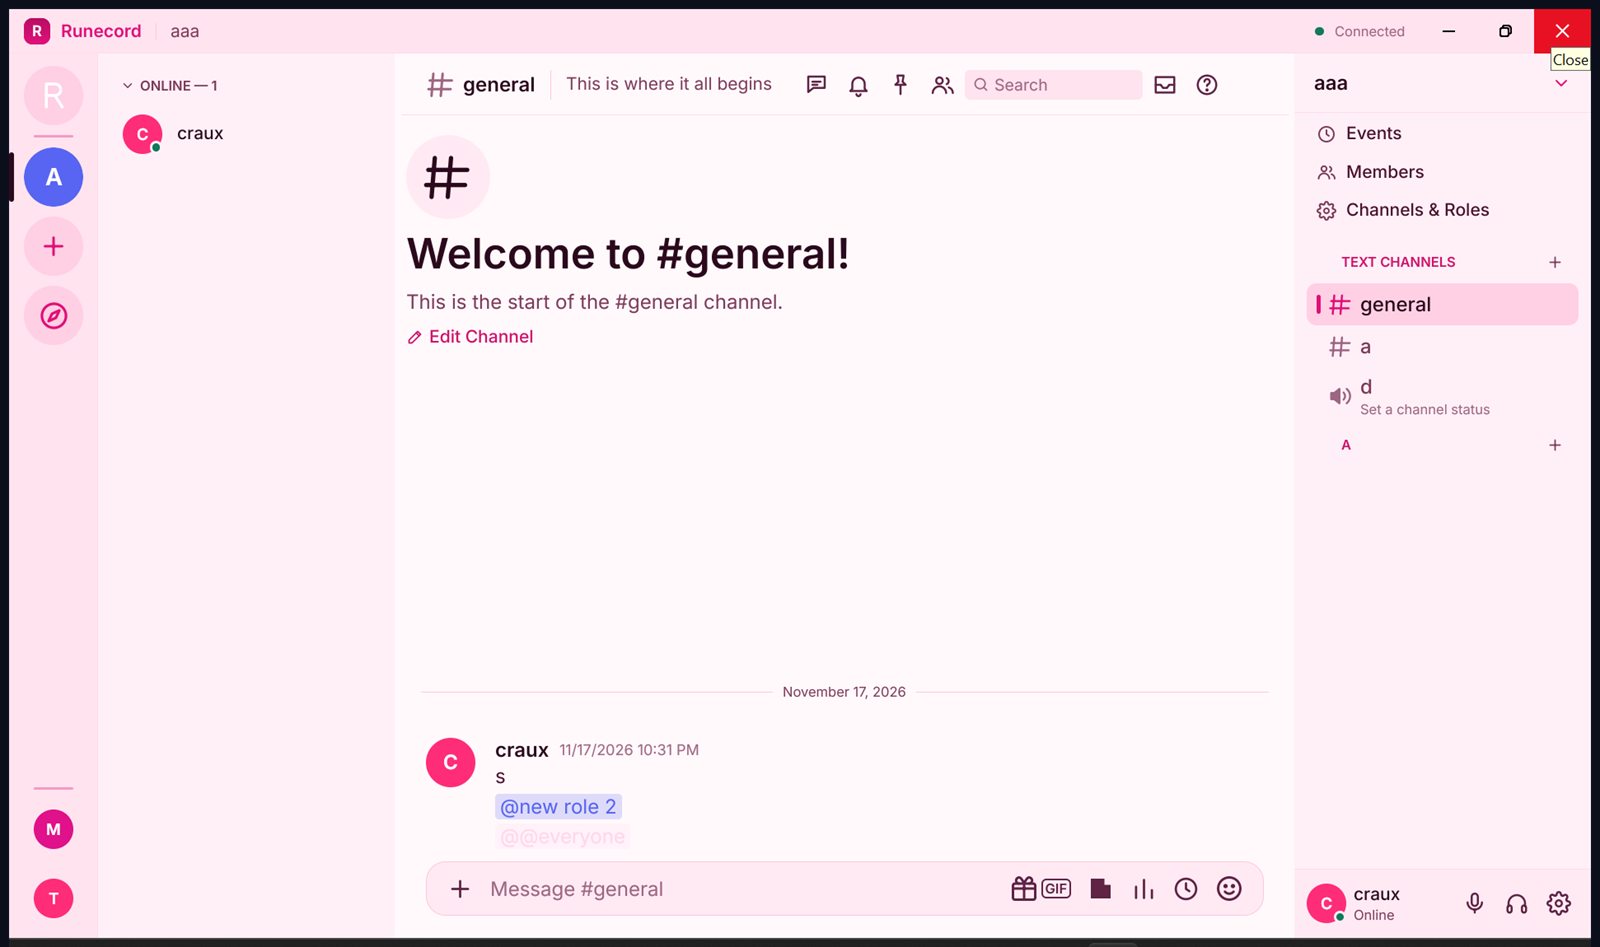 R Runecord aaa
Connected
Close
R
A
M
T
ONLINE — 1
C craux
general This is where it all begins
Search
Welcome to #general!
This is the start of the #general channel.
Edit Channel
November 17, 2026
C craux 11/17/2026 10:31 PM
s
@new role 2
@@everyone
Message #general
GIF
aaa
Events
Members
Channels & Roles
TEXT CHANNELS
general
a
d
Set a channel status
A
C craux
Online